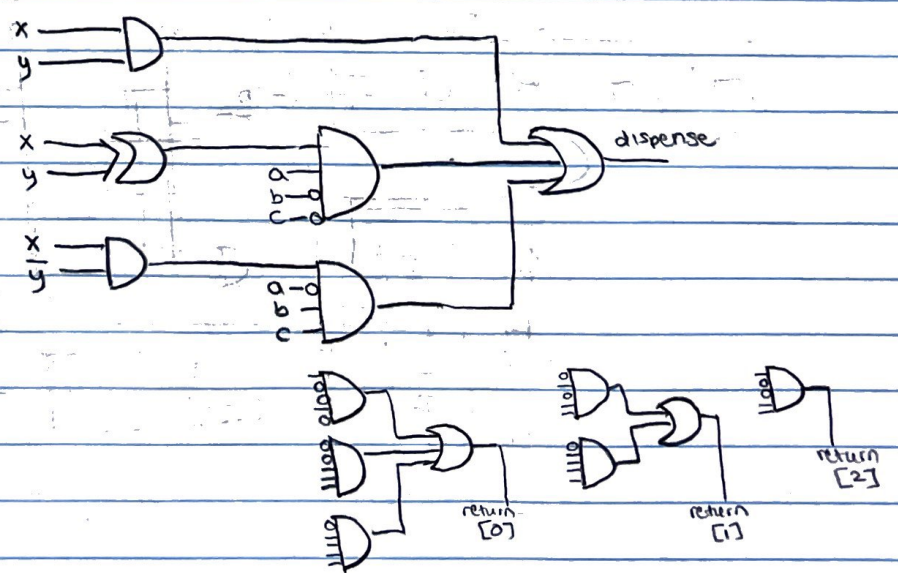 x
y
x
y
a
b
c
x
y
a
b
c
dispense
return
[0]
return
[1]
return
[2]